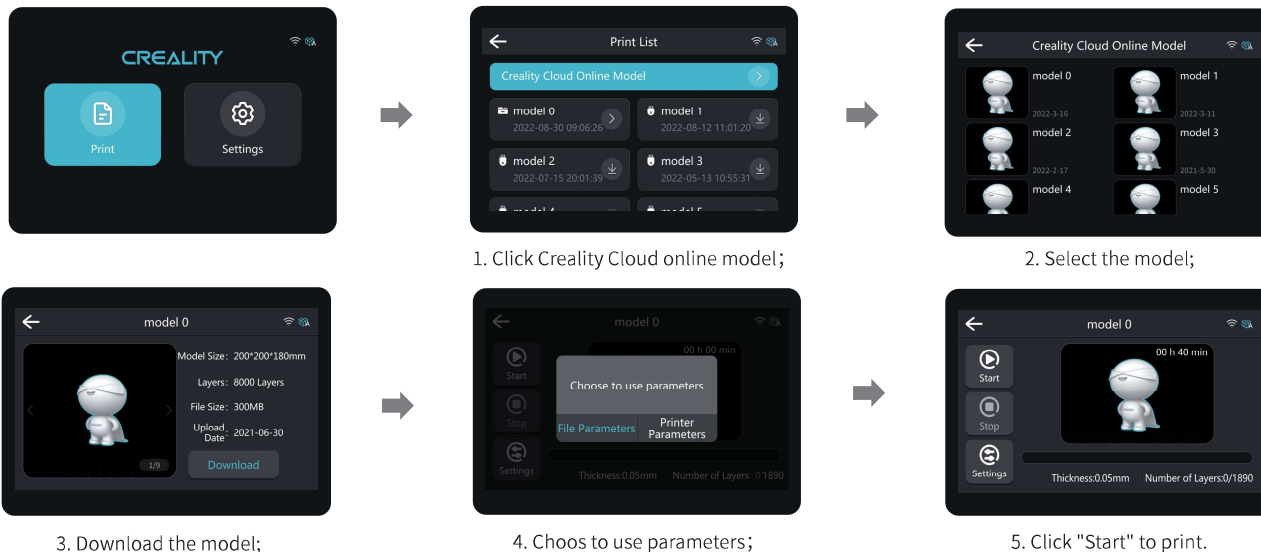 CREALITY
Print
Settings
Print List
Creality Cloud Online Model
model 0
2022-08-30 09:06:26
model 1
2022-08-12 11:01:20
model 2
2022-07-15 20:01:39
model 3
2022-05-13 10:55:31
1. Click Creality Cloud online model;
Creality Cloud Online Model
model 0
2022-3-16
model 1
2022-3-11
model 2
2022-2-17
model 3
2021-5-30
model 4
model 5
2. Select the model;
model 0
Model Size: 200*200*180mm
Layers: 8000 Layers
File Size: 300MB
Upload Date: 2021-06-30
1/9
Download
3. Download the model;
model 0
00 h 00 min
Start
Stop
Settings
Choose to use parameters
File Parameters
Printer
Parameters
Thickness:0.05mm Number of Layers: 0/1890
4. Choos to use parameters;
model 0
00 h 40 min
Start
Stop
Settings
Thickness:0.05mm Number of Layers:0/1890
5. Click "Start" to print.